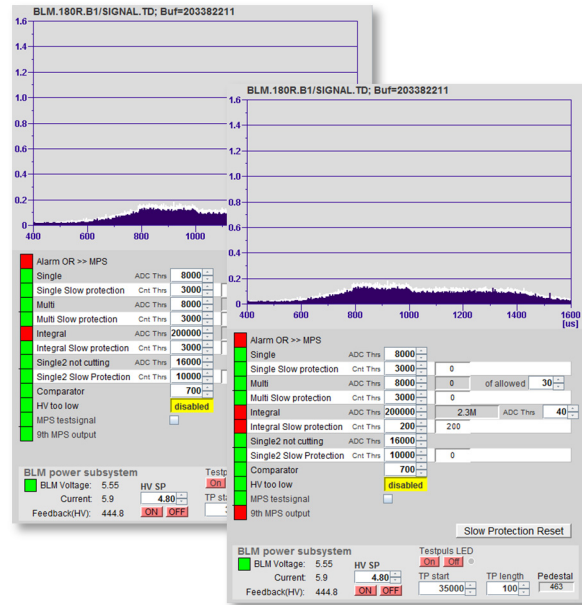 BLM.180R.B1/SIGNAL.TD; Buf=203382211
1.6
1.4
1.2
1.0
0.8
0.6
0.4
0.2
0
400 600 800 1000
Alarm OR >> MPS
Single ADC Thrs 8000
Single Slow protection Cnt Thrs 3000
Multi ADC Thrs 8000
Multi Slow protection Cnt Thrs 3000
Integral ADC Thrs 200000
Integral Slow protection Cnt Thrs 3000
Single2 not cutting ADC Thrs 16000
Single2 Slow Protection Cnt Thrs 10000
Comparator 700
HV too low disabled
MPS testsignal
9th MPS output
BLM power subsystem
BLM Voltage: 5.55 HV SP On
Current: 5.9 4.80
Feedback(HV): 444.8 ON OFF
BLM.180R.B1/SIGNAL.TD; Buf=203382211
1.6
1.4
1.2
1.0
0.8
0.6
0.4
0.2
0
400 600 800 1000 1200 1400 1600
[us]
Alarm OR >> MPS
Single ADC Thrs 8000
Single Slow protection Cnt Thrs 3000 0
Multi ADC Thrs 8000 0 of allowed 30
Multi Slow protection Cnt Thrs 3000 0
Integral ADC Thrs 200000 2.3M ADC Thrs 40
Integral Slow protection Cnt Thrs 200 200
Single2 not cutting ADC Thrs 16000
Single2 Slow Protection Cnt Thrs 10000 0
Comparator 700
HV too low disabled
MPS testsignal
9th MPS output
Slow Protection Reset
BLM power subsystem Testpuls LED
BLM Voltage: 5.55 HV SP On Off
Current: 5.9 4.80 TP start TP length Pedestal
Feedback(HV): 444.8 ON OFF 35000 100 463